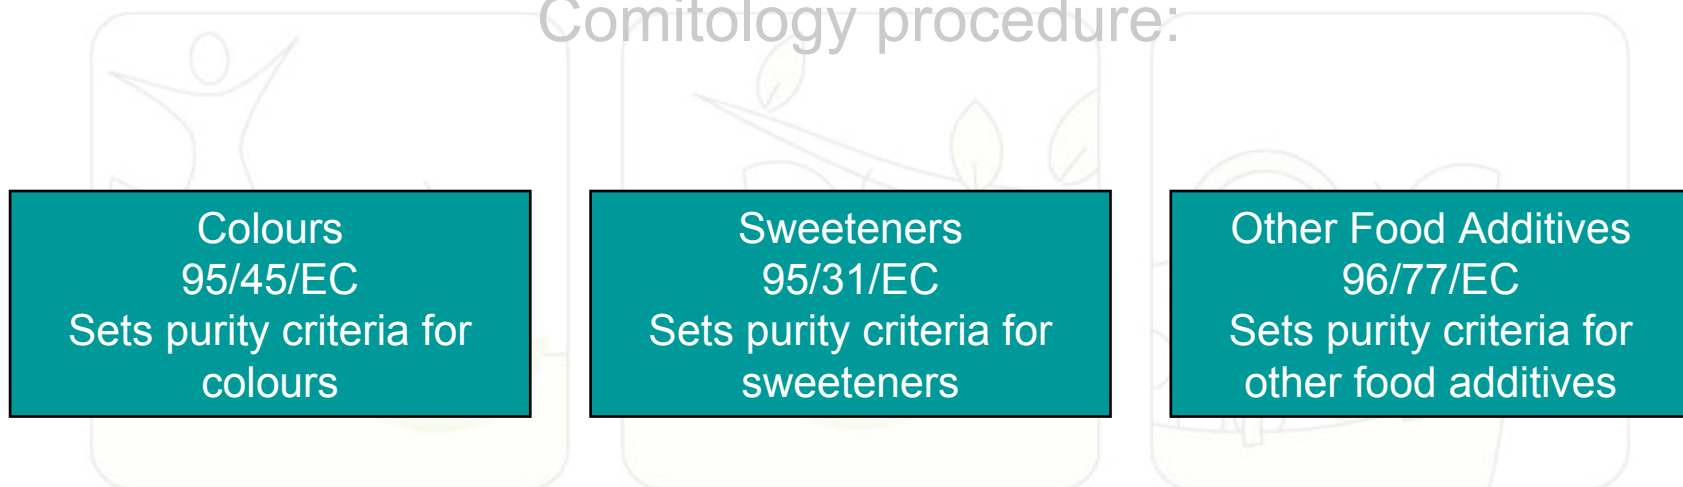 Comitology procedure:
Colours
95/45/EC
Sets purity criteria for
colours
Sweeteners
95/31/EC
Sets purity criteria for
sweeteners
Other Food Additives
96/77/EC
Sets purity criteria for
other food additives